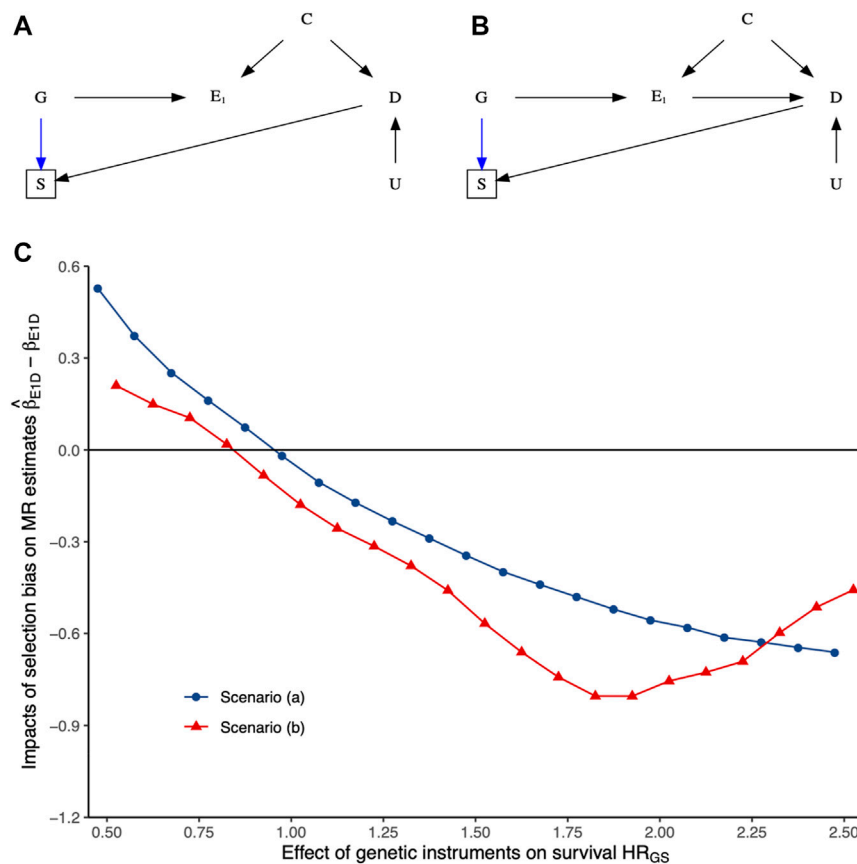 A
B
C
C
G
E₁
D
G
E₁
D
S
U
S
U
C
0.6
0.3
0.0
−0.3
−0.6
−0.9
−1.2
Impacts of selection bias on MR estimates β̂E1D − βE1D
Scenario (a)
Scenario (b)
0.50 0.75 1.00 1.25 1.50 1.75 2.00 2.25 2.50
Effect of genetic instruments on survival HRGS